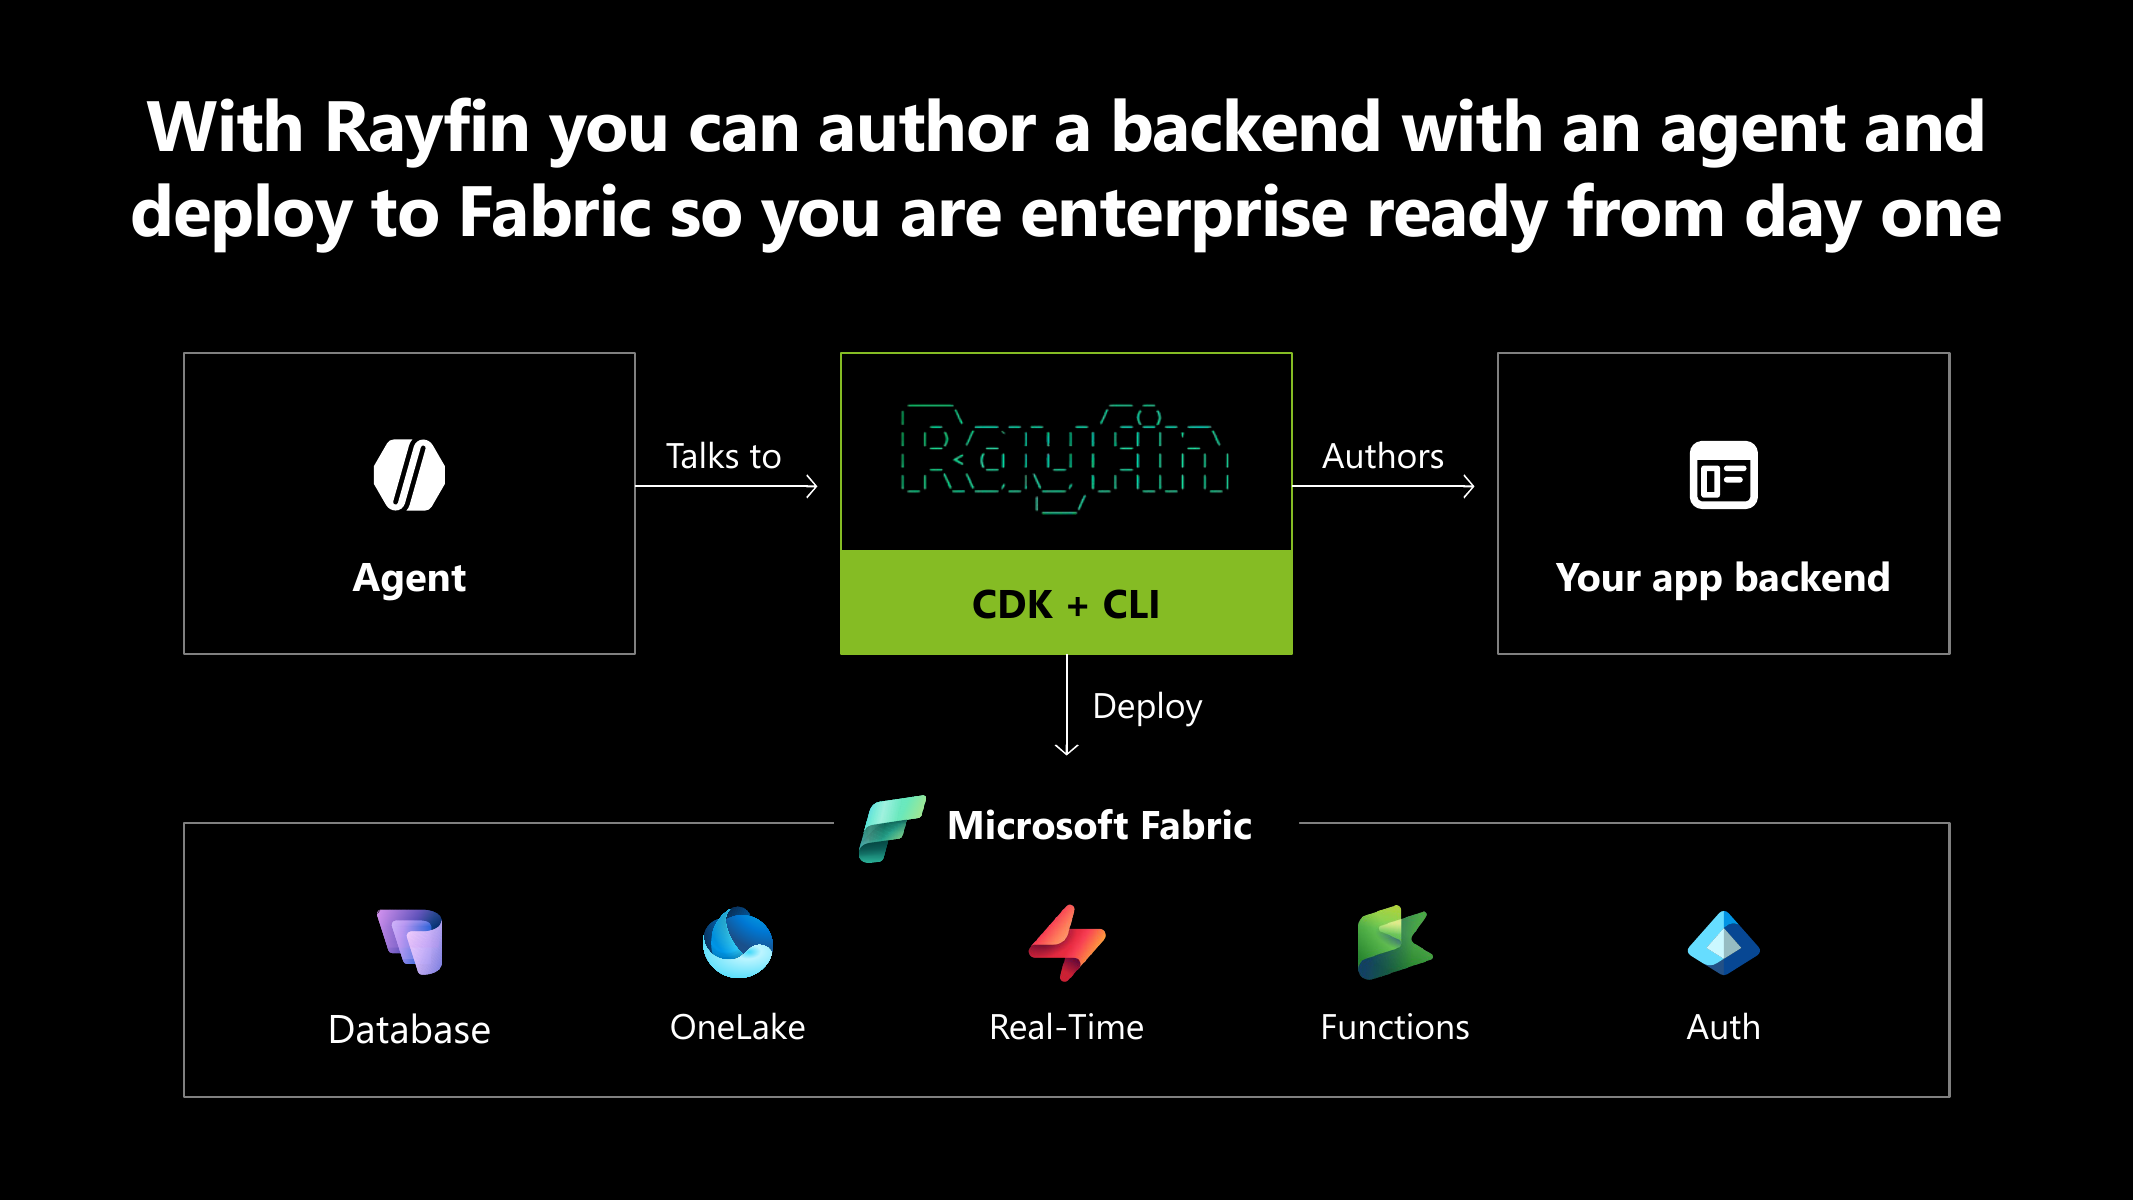 With Rayfin you can author a backend with an agent and
deploy to Fabric so you are enterprise ready from day one
Agent
Talks to
Rayfin
CDK + CLI
Authors
Your app backend
Deploy
Microsoft Fabric
Database
OneLake
Real-Time
Functions
Auth